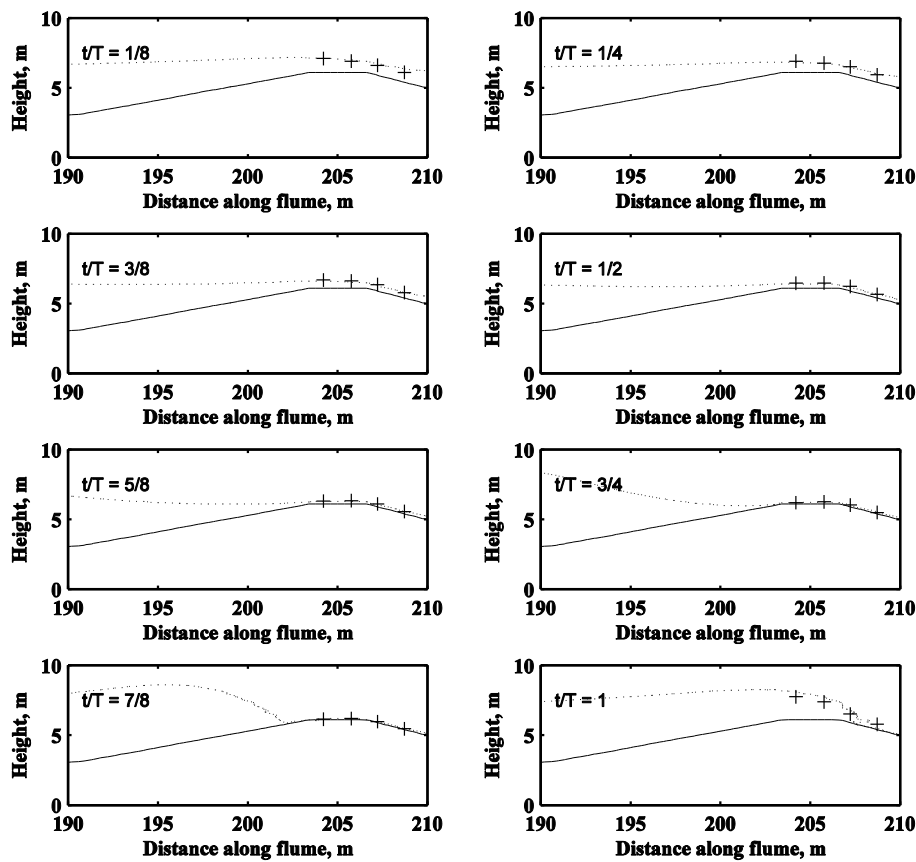 10
t/T = 1/8
5
0
Height, m
190 195 200 205 210
Distance along flume, m
10
t/T = 1/4
5
0
Height, m
190 195 200 205 210
Distance along flume, m
10
t/T = 3/8
5
0
Height, m
190 195 200 205 210
Distance along flume, m
10
t/T = 1/2
5
0
Height, m
190 195 200 205 210
Distance along flume, m
10
t/T = 5/8
5
0
Height, m
190 195 200 205 210
Distance along flume, m
10
t/T = 3/4
5
0
Height, m
190 195 200 205 210
Distance along flume, m
10
t/T = 7/8
5
0
Height, m
190 195 200 205 210
Distance along flume, m
10
t/T = 1
5
0
Height, m
190 195 200 205 210
Distance along flume, m